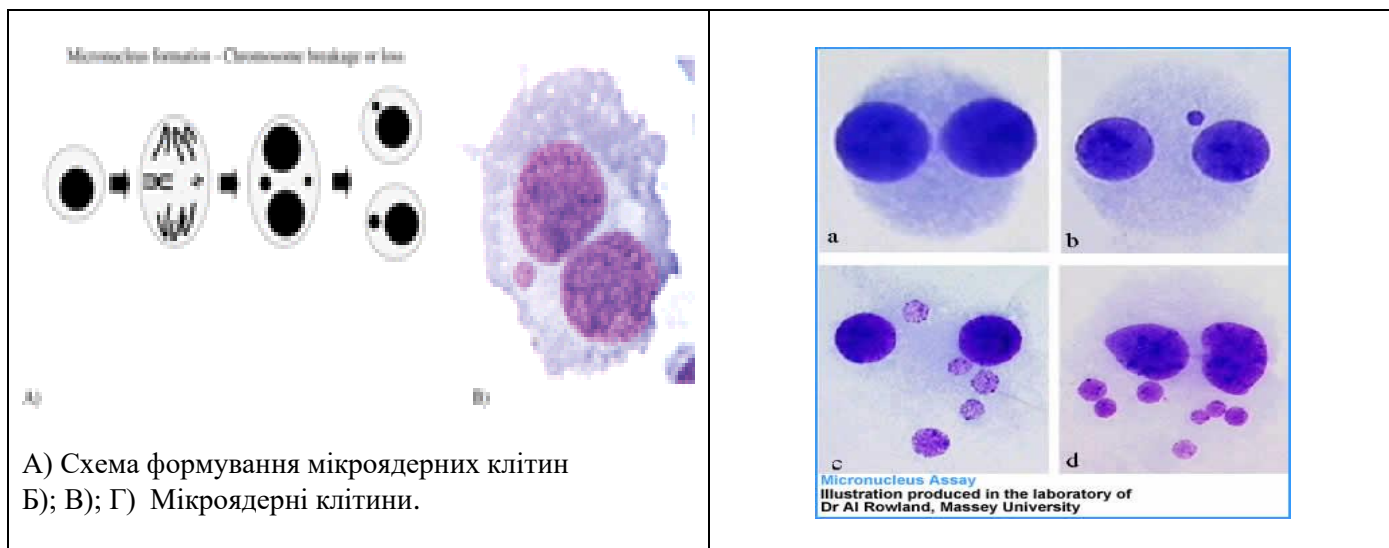 Micronucleus formation - Chromosome breakage or loss
A)
B)
А) Схема формування мікроядерних клітин
Б); В); Г) Мікроядерні клітини.
a
b
c
d
Micronucleus Assay
Illustration produced in the laboratory of
Dr Al Rowland, Massey University